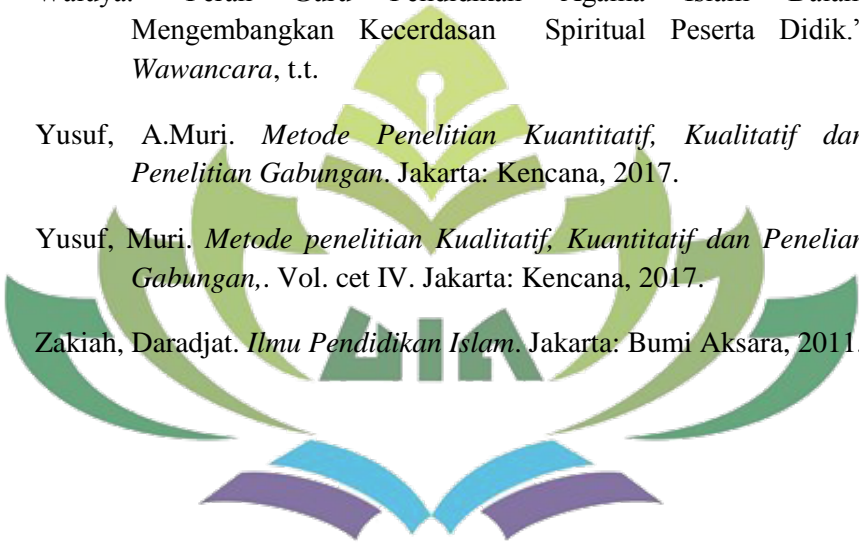 Mengembangkan Kecerdasan Spiritual Peserta Didik.”
Wawancara, t.t.
Yusuf, A.Muri. Metode Penelitian Kuantitatif, Kualitatif dan
Penelitian Gabungan. Jakarta: Kencana, 2017.
Yusuf, Muri. Metode penelitian Kualitatif, Kuantitatif dan Penelian
Gabungan,. Vol. cet IV. Jakarta: Kencana, 2017.
Zakiah, Daradjat. Ilmu Pendidikan Islam. Jakarta: Bumi Aksara, 2011.
UIN